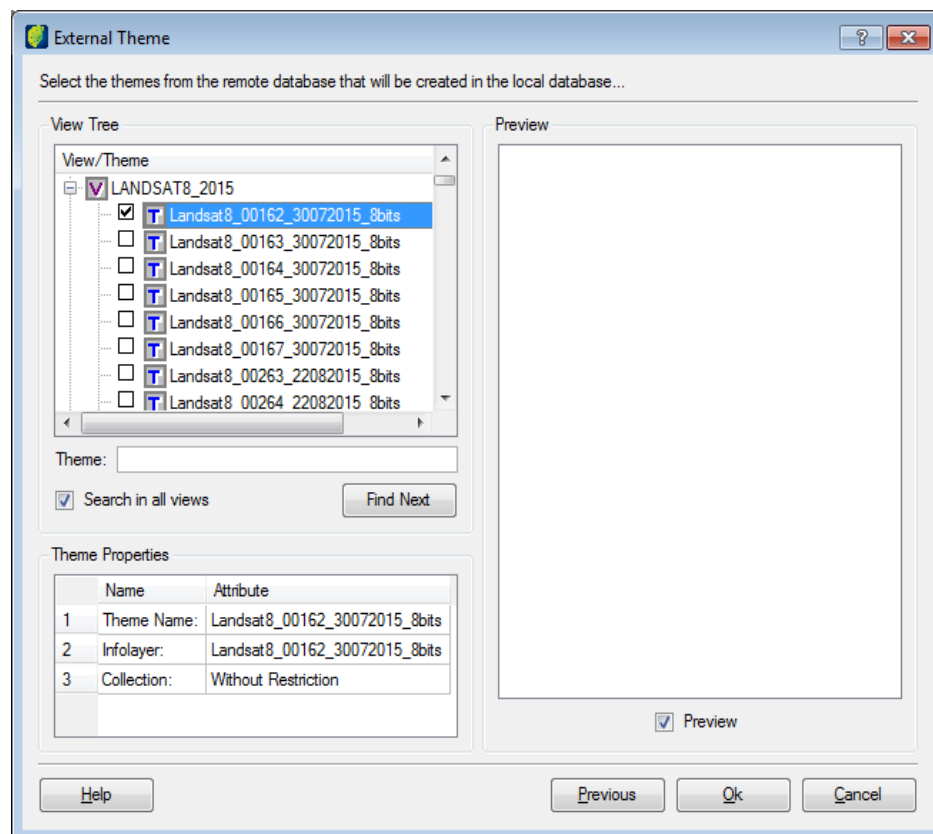 External Theme
Select the themes from the remote database that will be created in the local database...
View Tree
View/Theme
V LANDSAT8_2015
T Landsat8_00162_30072015_8bits
T Landsat8_00163_30072015_8bits
T Landsat8_00164_30072015_8bits
T Landsat8_00165_30072015_8bits
T Landsat8_00166_30072015_8bits
T Landsat8_00167_30072015_8bits
T Landsat8_00263_22082015_8bits
T Landsat8_00264_22082015_8bits
Theme:
Search in all views
Find Next
Theme Properties
Name Attribute
1 Theme Name: Landsat8_00162_30072015_8bits
2 Infolayer: Landsat8_00162_30072015_8bits
3 Collection: Without Restriction
Preview
Preview
Help
Previous
Ok
Cancel